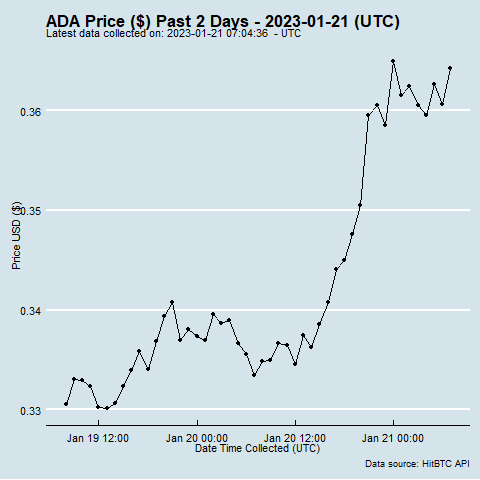 ADA Price ($) Past 2 Days - 2023-01-21 (UTC)
Latest data collected on: 2023-01-21 07:04:36 - UTC
0.36
0.35
Price USD ($)
0.34
0.33
Jan 19 12:00
Jan 20 00:00
Jan 20 12:00
Jan 21 00:00
Date Time Collected (UTC)
Data source: HitBTC API